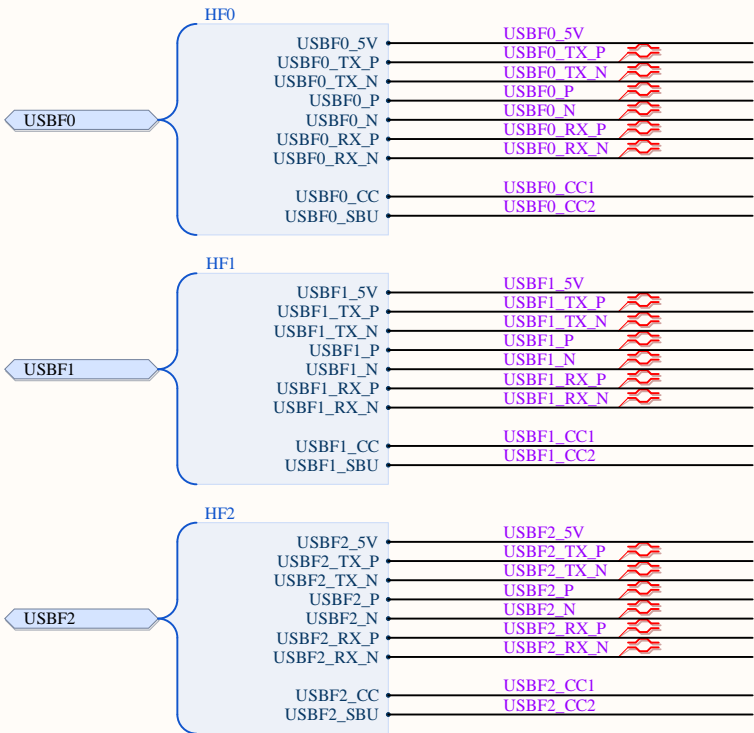 HF0
USBF0_5V USBF0_5V
USBF0_TX_P USBF0_TX_P
USBF0_TX_N USBF0_TX_N
USBF0_P USBF0_P
USBF0 USBF0_N USBF0_N
USBF0_RX_P USBF0_RX_P
USBF0_RX_N USBF0_RX_N
USBF0_CC USBF0_CC1
USBF0_SBU USBF0_CC2
HF1
USBF1_5V USBF1_5V
USBF1_TX_P USBF1_TX_P
USBF1_TX_N USBF1_TX_N
USBF1_P USBF1_P
USBF1 USBF1_N USBF1_N
USBF1_RX_P USBF1_RX_P
USBF1_RX_N USBF1_RX_N
USBF1_CC USBF1_CC1
USBF1_SBU USBF1_CC2
HF2
USBF2_5V USBF2_5V
USBF2_TX_P USBF2_TX_P
USBF2_TX_N USBF2_TX_N
USBF2_P USBF2_P
USBF2 USBF2_N USBF2_N
USBF2_RX_P USBF2_RX_P
USBF2_RX_N USBF2_RX_N
USBF2_CC USBF2_CC1
USBF2_SBU USBF2_CC2